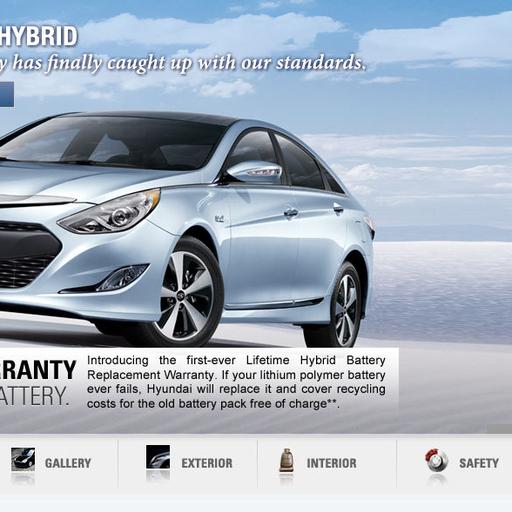 HYBRID
y has finally caught up with our standards.
RRANTY
ATTERY.
Introducing the first-ever Lifetime Hybrid Battery
Replacement Warranty. If your lithium polymer battery
ever fails, Hyundai will replace it and cover recycling
costs for the old battery pack free of charge**.
GALLERY
EXTERIOR
INTERIOR
SAFETY